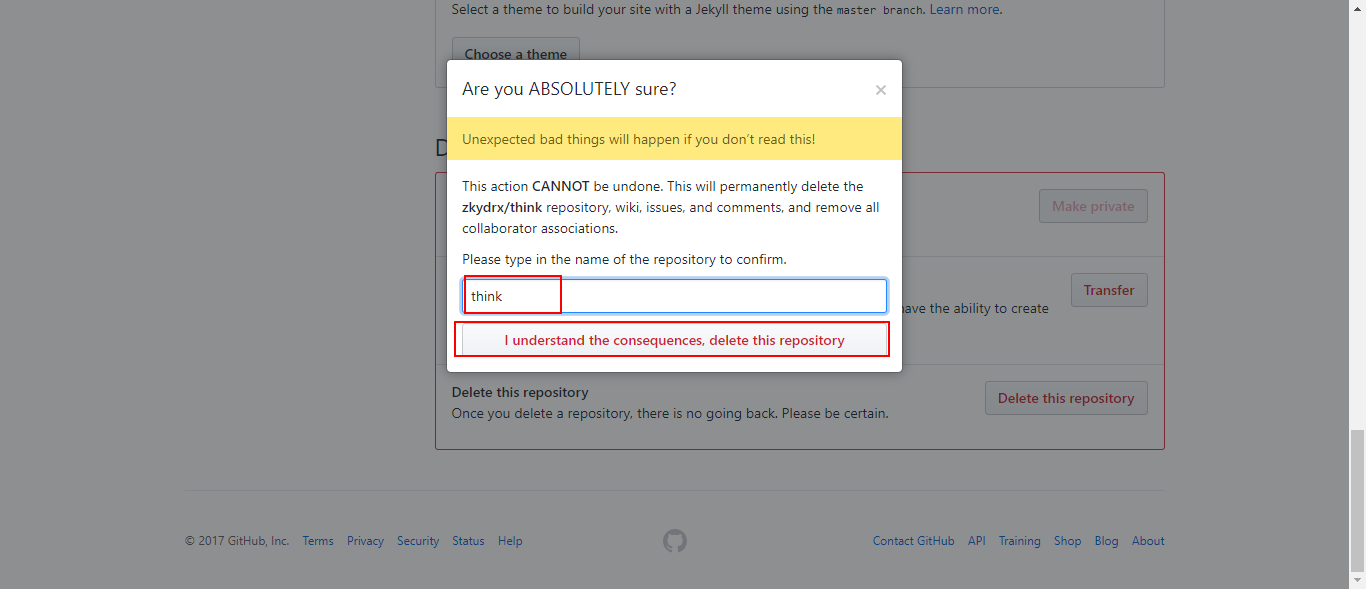 Select a theme to build your site with a Jekyll theme using the master branch. Learn more.
Choose a theme
Are you ABSOLUTELY sure?
×
Unexpected bad things will happen if you don’t read this!
This action CANNOT be undone. This will permanently delete the
zkydrx/think repository, wiki, issues, and comments, and remove all
collaborator associations.
Please type in the name of the repository to confirm.
think
I understand the consequences, delete this repository
D
Make private
Transfer
have the ability to create
Delete this repository
Once you delete a repository, there is no going back. Please be certain.
Delete this repository
© 2017 GitHub, Inc. Terms Privacy Security Status Help
Contact GitHub API Training Shop Blog About